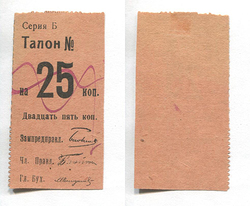 Серия Б
Талон №
на 25 коп.
Двадцать пять коп.
Зампредправл.
Чл. Правл.
Гл. Бух.